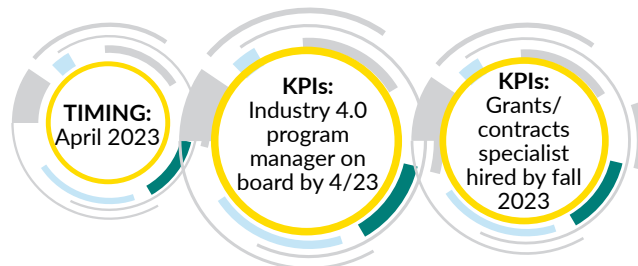 TIMING:
April 2023
KPIs:
Industry 4.0
program
manager on
board by 4/23
KPIs:
Grants/
contracts
specialist
hired by fall
2023